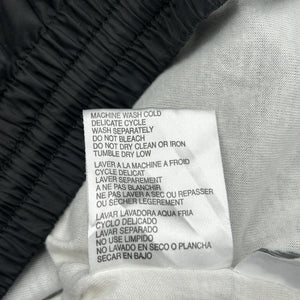 MACHINE WASH COLD
DELICATE CYCLE
WASH SEPARATELY
DO NOT BLEACH
DO NOT DRY CLEAN OR IRON
TUMBLE DRY LOW
LAVER A LA MACHINE A FROID
CYCLE DELICAT
LAVER SEPAREMENT
A NE PAS BLANCHIR
A NE PAS LAVER A SEC OU REPASSER
OU SÉCHER LEGEREMENT
LAVAR LAVADORA AQUA FRIA
CYCLO DELICADO
LAVAR SEPARADO
NO USE LIMPIDO
NO LAVADO EN SECO O PLANCHA
SECAR EN BAJO